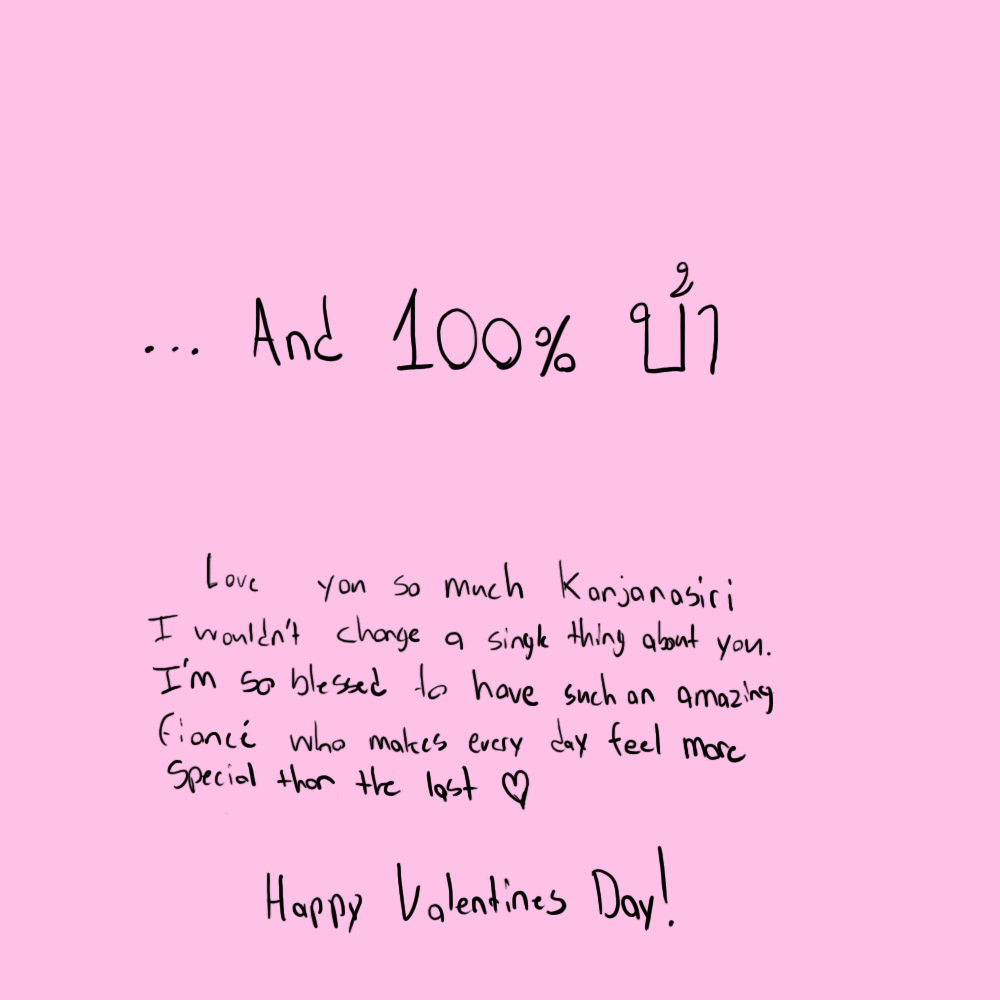 ... And 100% บ้า
Love you so much Kanjanasiri
I wouldn't change a single thing about you.
I'm so blessed to have such an amazing
fiancé who makes every day feel more
Special than the last ♡
Happy Valentines Day!